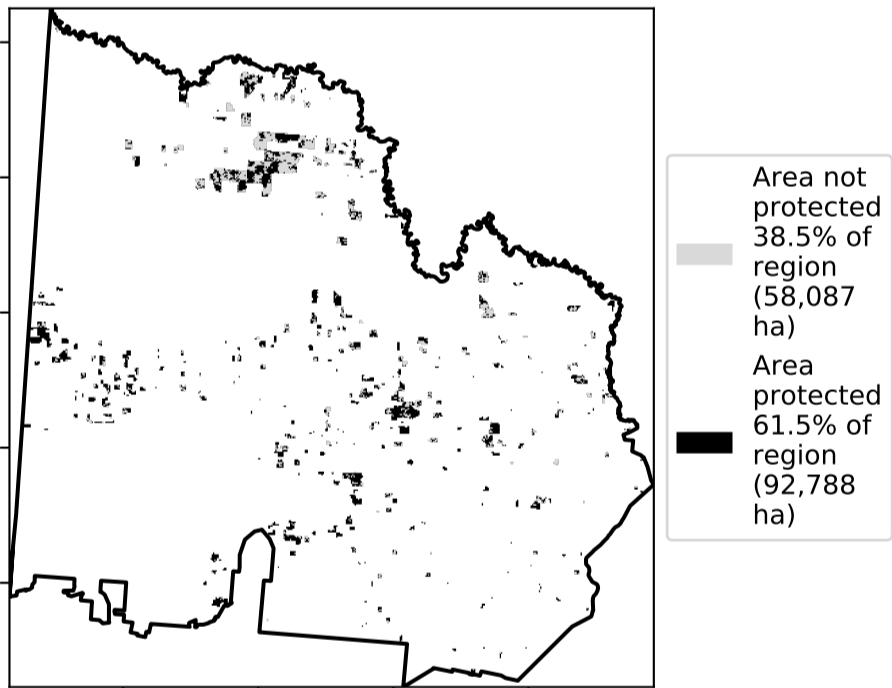 Area not
protected
38.5% of
region
(58,087
ha)
Area
protected
61.5% of
region
(92,788
ha)